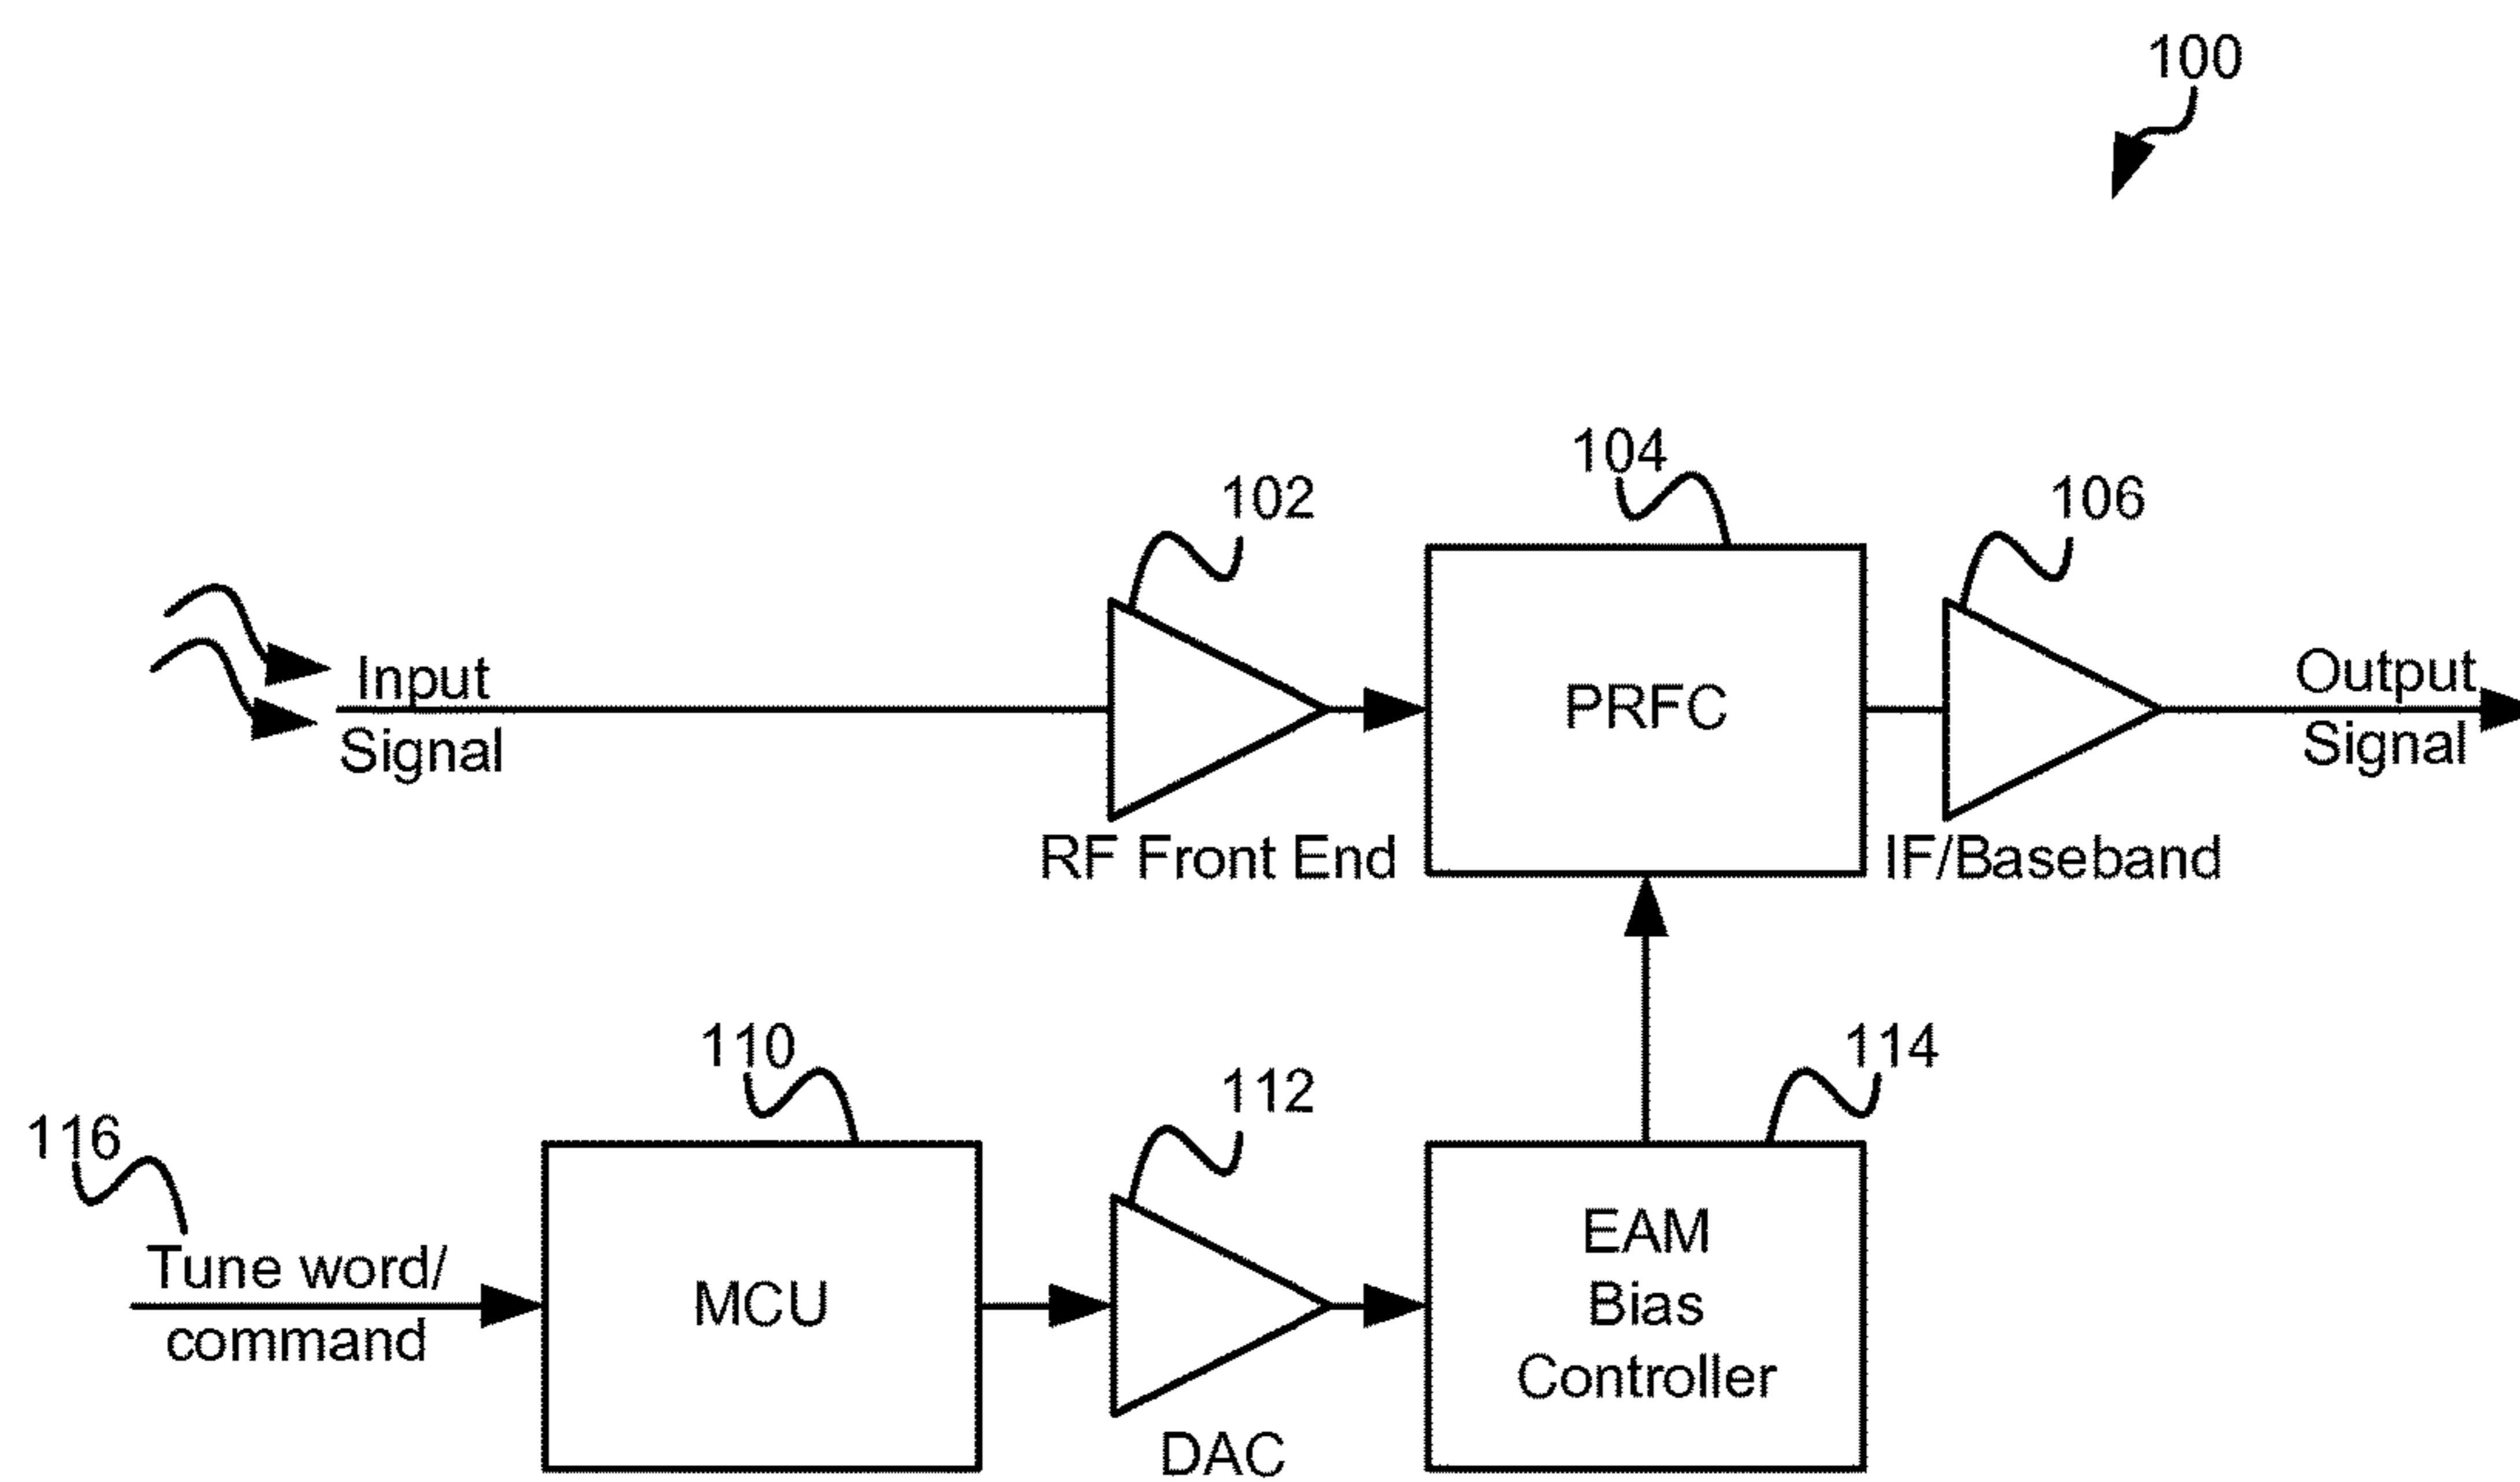 100
104
102
106
Input
Signal
PRFC
Output
Signal
RF Front End
IF/Baseband
110
112
114
116
Tune word/
command
MCU
EAM
Bias
Controller
DAC